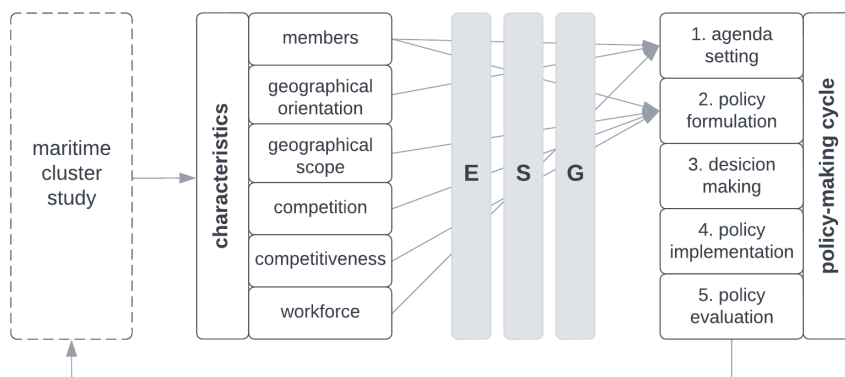 maritime
cluster
study
characteristics
members
geographical
orientation
geographical
scope
competition
competitiveness
workforce
E
S
G
1. agenda
setting
2. policy
formulation
3. desicion
making
4. policy
implementation
5. policy
evaluation
policy-making cycle